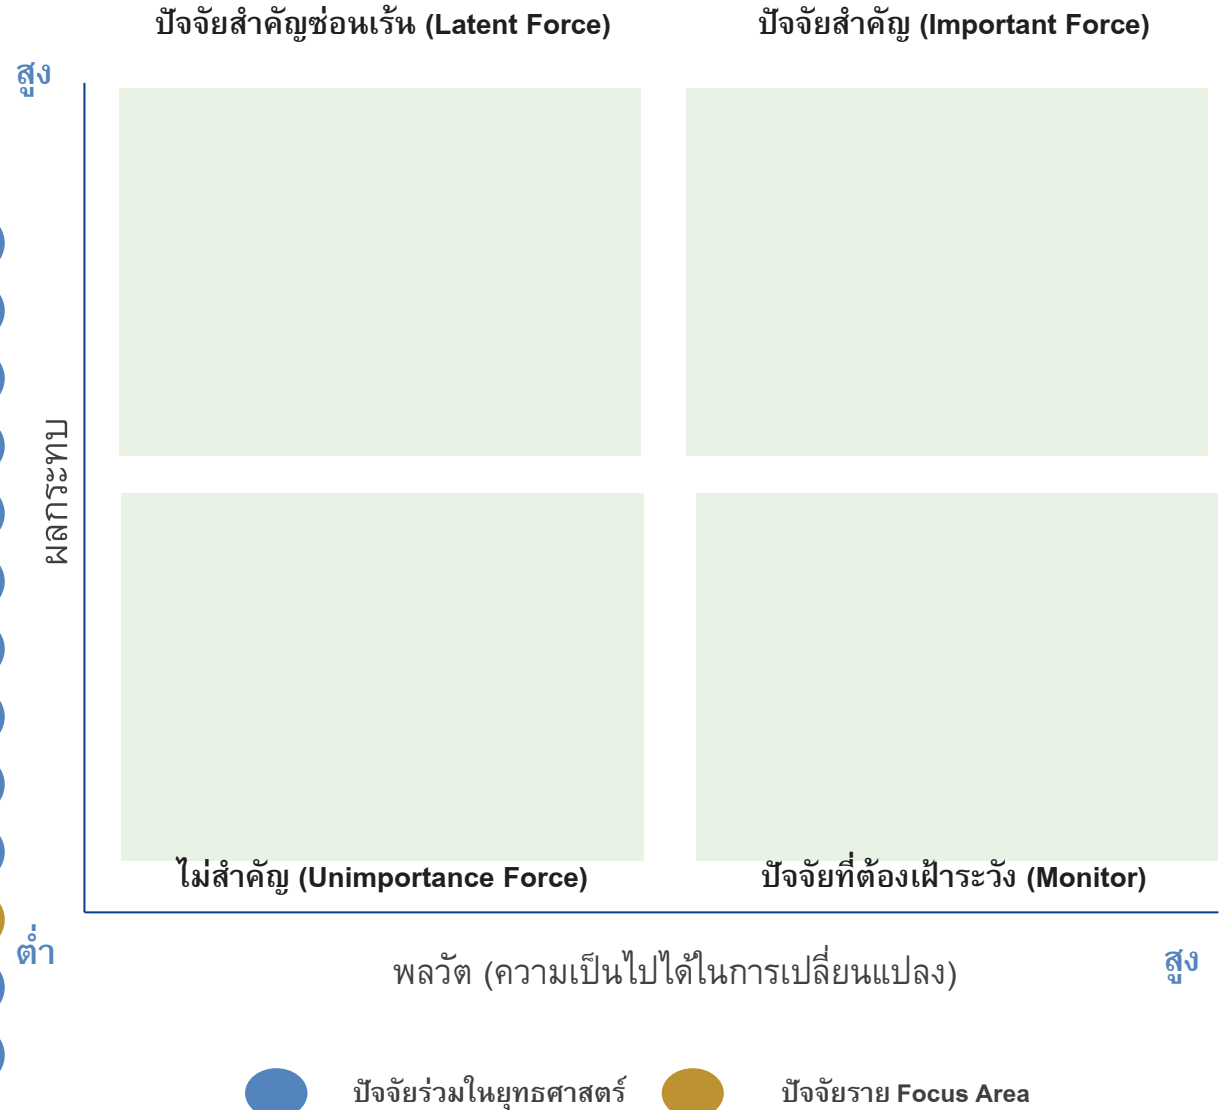 ปัจจัยสำคัญซ่อนเร้น (Latent Force)
ปัจจัยสำคัญ (Important Force)
สูง
ผลกระทบ
ไม่สำคัญ (Unimportance Force)
ปัจจัยที่ต้องเฝ้าระวัง (Monitor)
ต่ำ
พลวัต (ความเป็นไปได้ในการเปลี่ยนแปลง)
สูง
ปัจจัยร่วมในยุทธศาสตร์
ปัจจัยราย Focus Area